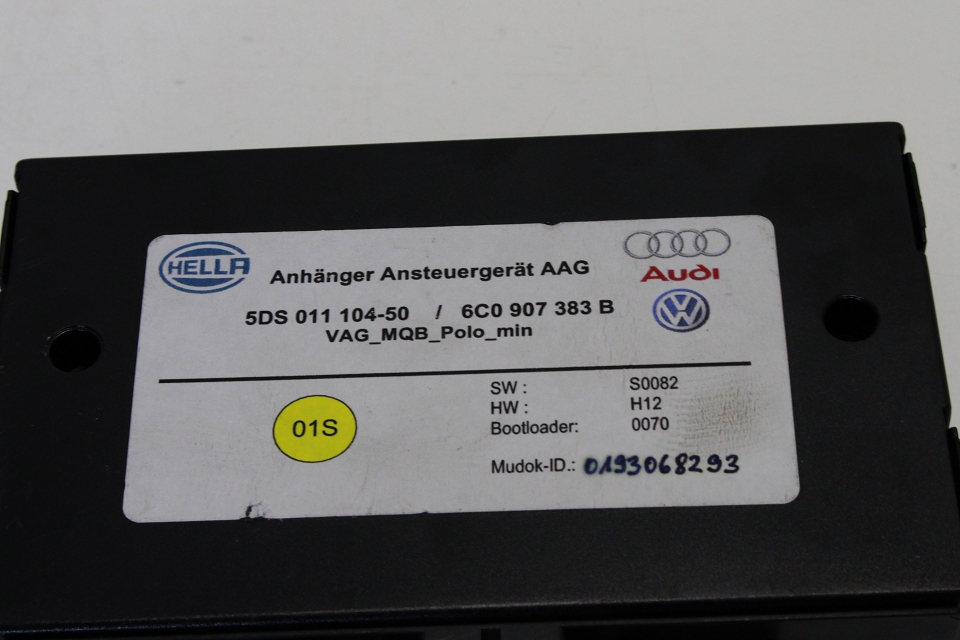 HELLA
Anhänger Ansteuergerät AAG
Audi
5DS 011 104-50 / 6C0 907 383 B
VAG_MQB_Polo_min
01S
SW : S0082
HW : H12
Bootloader: 0070
Mudok-ID.: 0193068293